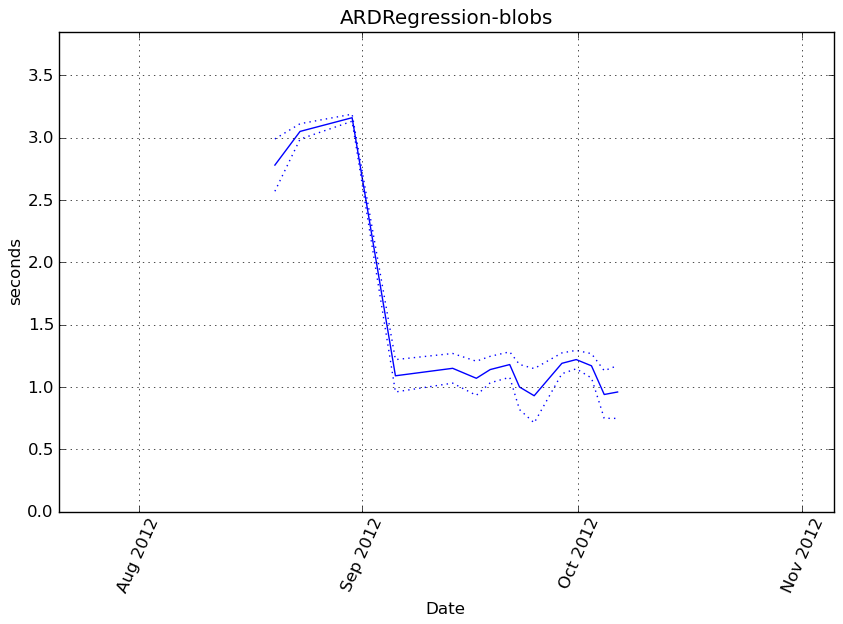 ARDRegression-blobs
3.5
3.0
2.5
2.0
1.5
1.0
0.5
0.0
seconds
Aug 2012
Sep 2012
Oct 2012
Nov 2012
Date